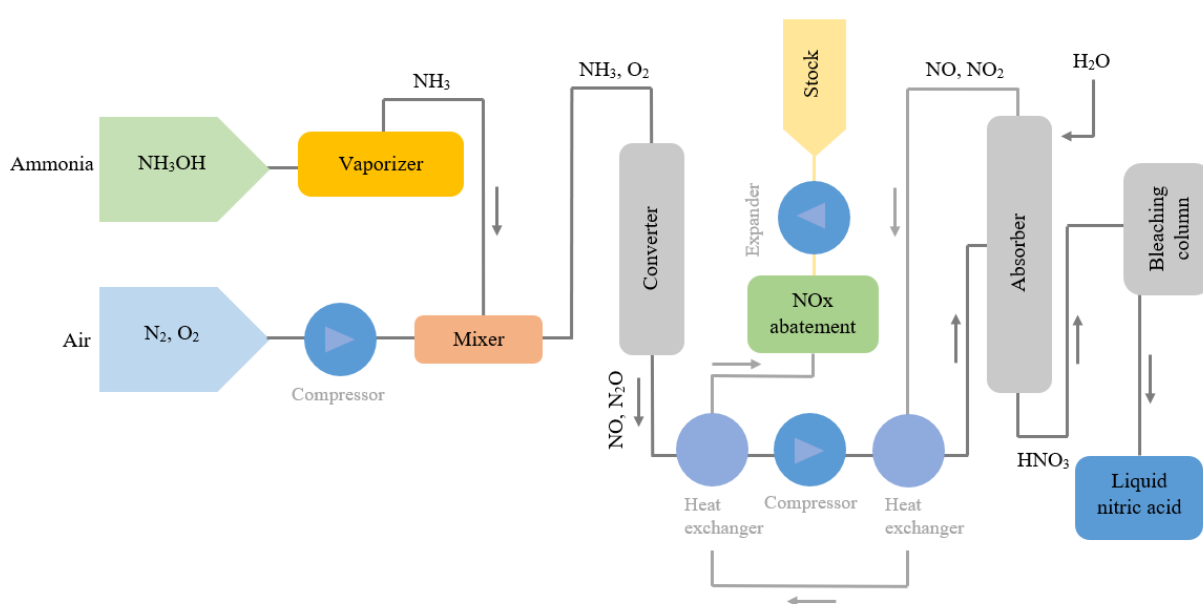 NH₃
NH₃, O₂
Stock
NO, NO₂
H₂O
Ammonia
NH₃OH
Vaporizer
Converter
Expander
Absorber
Bleaching
column
Air
N₂, O₂
Compressor
Mixer
NOx
abatement
NO, N₂O
Heat
exchanger
Compressor
Heat
exchanger
HNO₃
Liquid
nitric acid